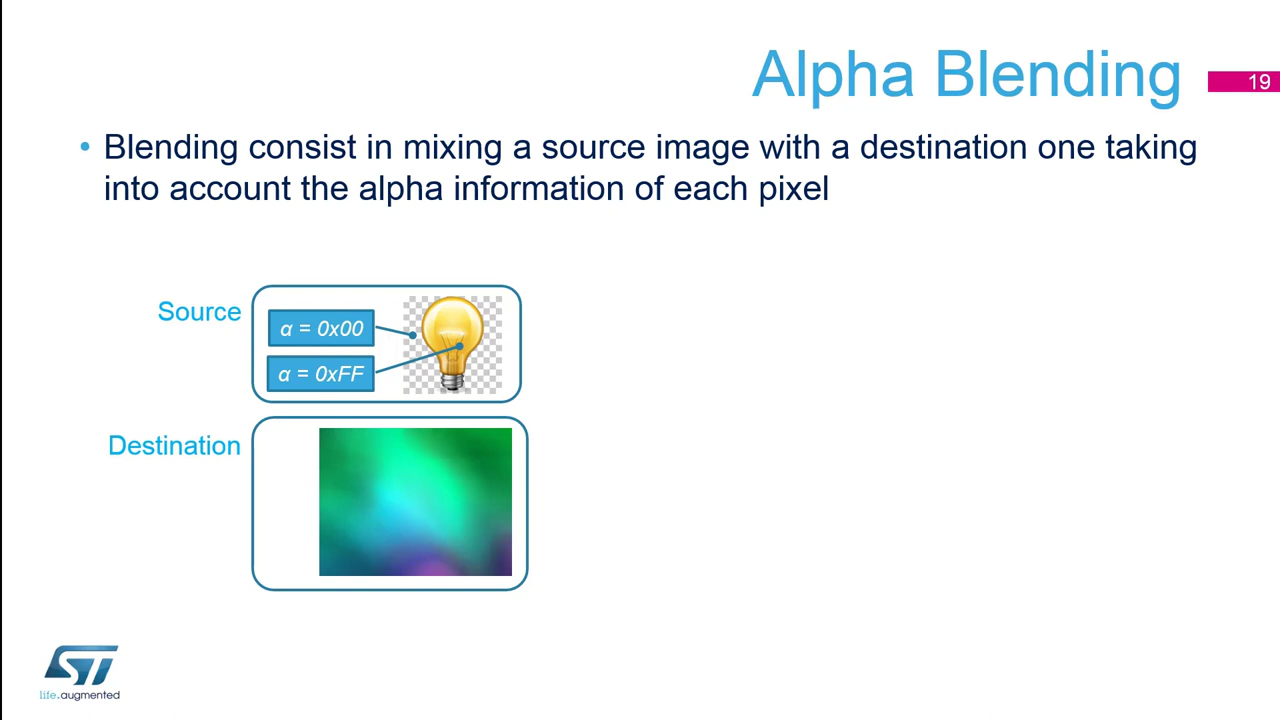 Alpha Blending
19
• Blending consist in mixing a source image with a destination one taking
into account the alpha information of each pixel
Source
α = 0x00
α = 0xFF
Destination
ST
life.augmented